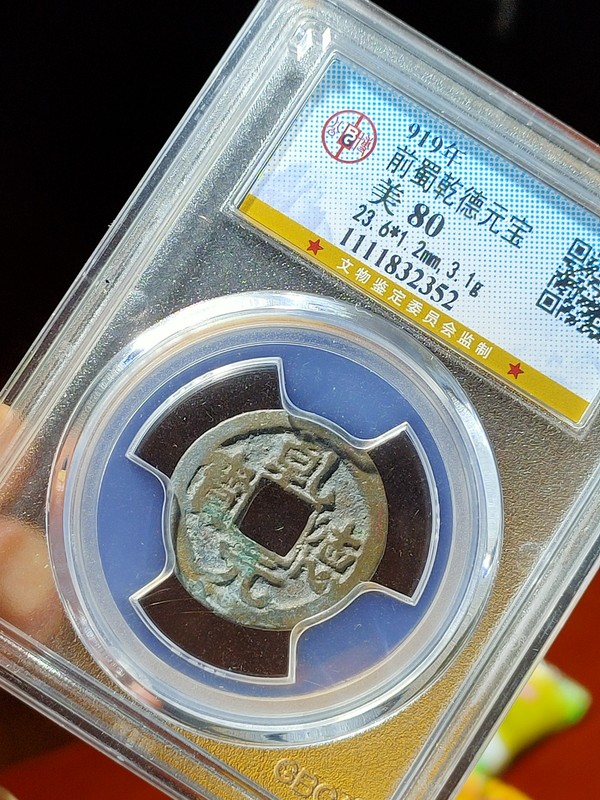 919年
前蜀乾德元宝
美 80
23.6*1.2mm,3.1g
1111832352
★ 文物鉴定委员会监制 ★
乾德元寶